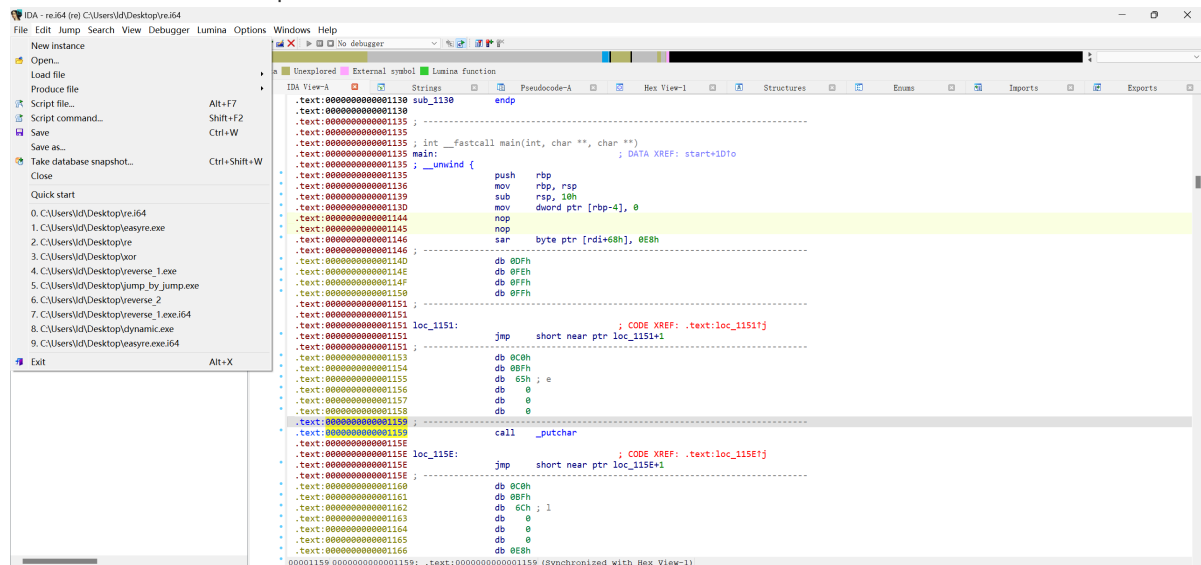 IDA - re.i64 (re) C:\Users\ld\Desktop\re.i64
File Edit Jump Search View Debugger Lumina Options Windows Help
New instance
Open...
Load file
Produce file
Script file... Alt+F7
Script command... Shift+F2
Save Ctrl+W
Save as...
Take database snapshot... Ctrl+Shift+W
Close
Quick start
0. C:\Users\ld\Desktop\re.i64
1. C:\Users\ld\Desktop\easyre.exe
2. C:\Users\ld\Desktop\re
3. C:\Users\ld\Desktop\xor
4. C:\Users\ld\Desktop\reverse_1.exe
5. C:\Users\ld\Desktop\jump_by_jump.exe
6. C:\Users\ld\Desktop\reverse_2
7. C:\Users\ld\Desktop\reverse_1.exe.i64
8. C:\Users\ld\Desktop\dynamic.exe
9. C:\Users\ld\Desktop\easyre.exe.i64
Exit Alt+X
No debugger
a Unexplored External symbol Lumina function
IDA View-A Strings Pseudocode-A Hex View-1 Structures Enums Imports Exports
.text:0000000000001130 sub_1130 endp
.text:0000000000001130
.text:0000000000001135 ; ---------------------------------------------------------------------------
.text:0000000000001135
.text:0000000000001135 ; int __fastcall main(int, char **, char **)
.text:0000000000001135 main: ; DATA XREF: start+1D↑o
.text:0000000000001135 ; __unwind {
.text:0000000000001135 push rbp
.text:0000000000001136 mov rbp, rsp
.text:0000000000001139 sub rsp, 10h
.text:000000000000113D mov dword ptr [rbp-4], 0
.text:0000000000001144 nop
.text:0000000000001145 nop
.text:0000000000001146 sar byte ptr [rdi+68h], 0E8h
.text:0000000000001146 ; ---------------------------------------------------------------------------
.text:000000000000114D db 0DFh
.text:000000000000114E db 0FEh
.text:000000000000114F db 0FFh
.text:0000000000001150 db 0FFh
.text:0000000000001151 ; ---------------------------------------------------------------------------
.text:0000000000001151
.text:0000000000001151 loc_1151: ; CODE XREF: .text:loc_1151↑j
.text:0000000000001151 jmp short near ptr loc_1151+1
.text:0000000000001151 ; ---------------------------------------------------------------------------
.text:0000000000001153 db 0C0h
.text:0000000000001154 db 0BFh
.text:0000000000001155 db 65h ; e
.text:0000000000001156 db 0
.text:0000000000001157 db 0
.text:0000000000001158 db 0
.text:0000000000001159 ; ---------------------------------------------------------------------------
.text:0000000000001159 call _putchar
.text:000000000000115E
.text:000000000000115E loc_115E: ; CODE XREF: .text:loc_115E↑j
.text:000000000000115E jmp short near ptr loc_115E+1
.text:000000000000115E ; ---------------------------------------------------------------------------
.text:0000000000001160 db 0C0h
.text:0000000000001161 db 0BFh
.text:0000000000001162 db 6Ch ; l
.text:0000000000001163 db 0
.text:0000000000001164 db 0
.text:0000000000001165 db 0
.text:0000000000001166 db 0E8h
00001159 0000000000001159: .text:0000000000001159 (Synchronized with Hex View-1)